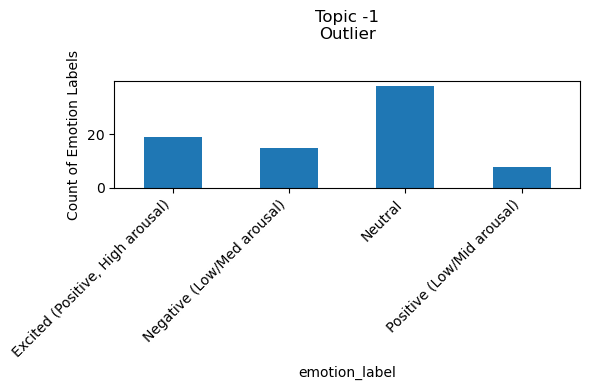 Topic -1
Outlier
Count of Emotion Labels
20
0
Excited (Positive, High arousal)
Negative (Low/Med arousal)
Neutral
Positive (Low/Mid arousal)
emotion_label